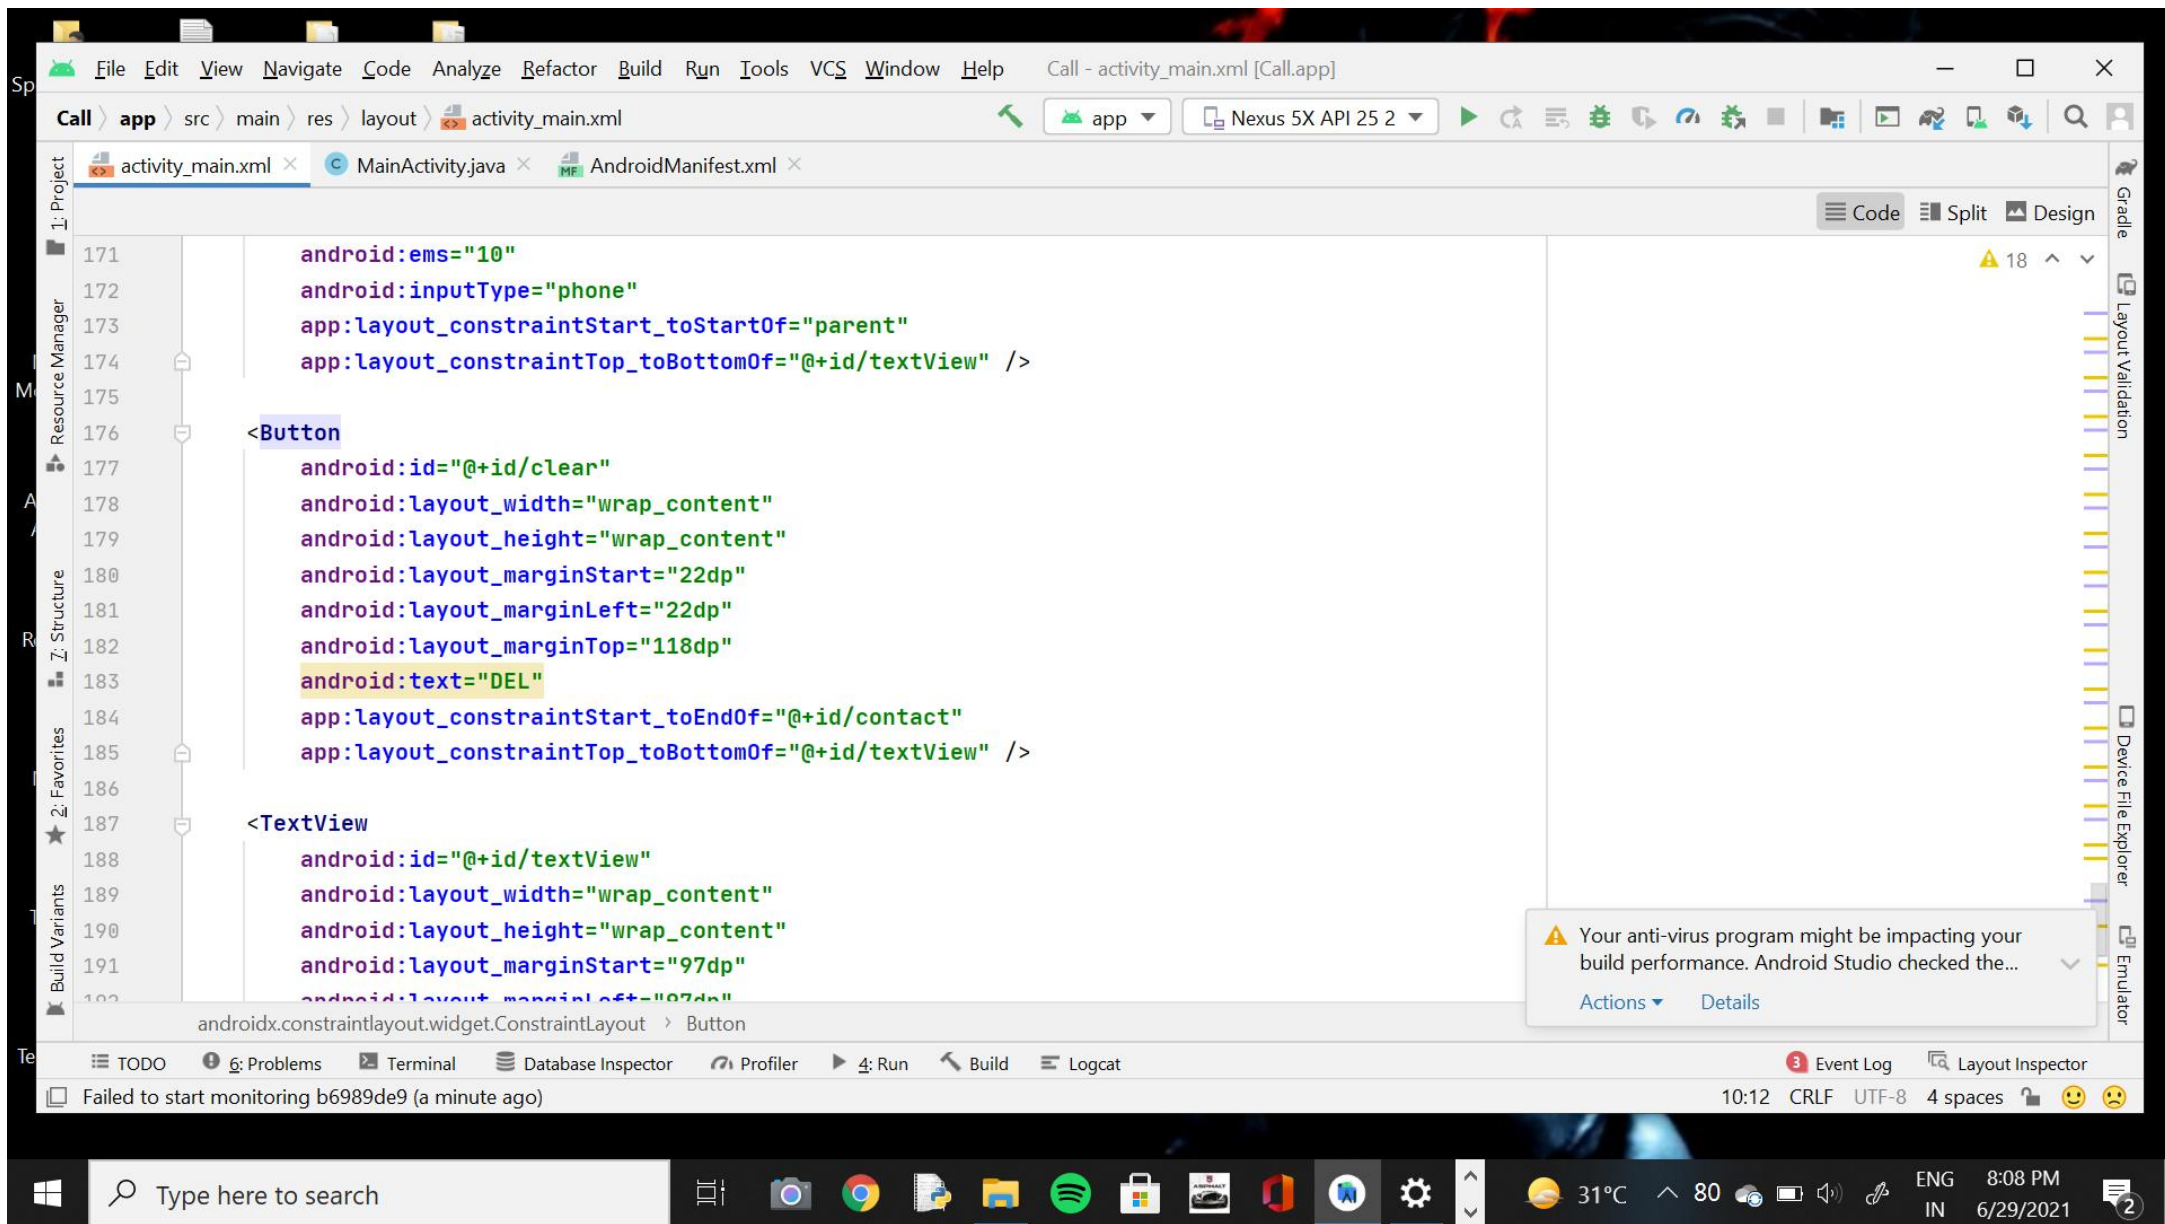 File Edit View Navigate Code Analyze Refactor Build Run Tools VCS Window Help Call - activity_main.xml [Call.app]
Call app src main res layout activity_main.xml app Nexus 5X API 25 2
activity_main.xml MainActivity.java AndroidManifest.xml
Code Split Design
18
171 android:ems="10"
172 android:inputType="phone"
173 app:layout_constraintStart_toStartOf="parent"
174 app:layout_constraintTop_toBottomOf="@+id/textView" />
175
176 <Button
177 android:id="@+id/clear"
178 android:layout_width="wrap_content"
179 android:layout_height="wrap_content"
180 android:layout_marginStart="22dp"
181 android:layout_marginLeft="22dp"
182 android:layout_marginTop="118dp"
183 android:text="DEL"
184 app:layout_constraintStart_toEndOf="@+id/contact"
185 app:layout_constraintTop_toBottomOf="@+id/textView" />
186
187 <TextView
188 android:id="@+id/textView"
189 android:layout_width="wrap_content"
190 android:layout_height="wrap_content"
191 android:layout_marginStart="97dp"
192 android:layout_marginLeft="97dp"
1: Project
Resource Manager
7: Structure
2: Favorites
Build Variants
Gradle
Layout Validation
Device File Explorer
Emulator
Your anti-virus program might be impacting your
build performance. Android Studio checked the...
Actions Details
androidx.constraintlayout.widget.ConstraintLayout > Button
TODO 6: Problems Terminal Database Inspector Profiler 4: Run Build Logcat 3 Event Log Layout Inspector
Failed to start monitoring b6989de9 (a minute ago) 10:12 CRLF UTF-8 4 spaces
Type here to search
31°C 80 ENG 8:08 PM
IN 6/29/2021 2